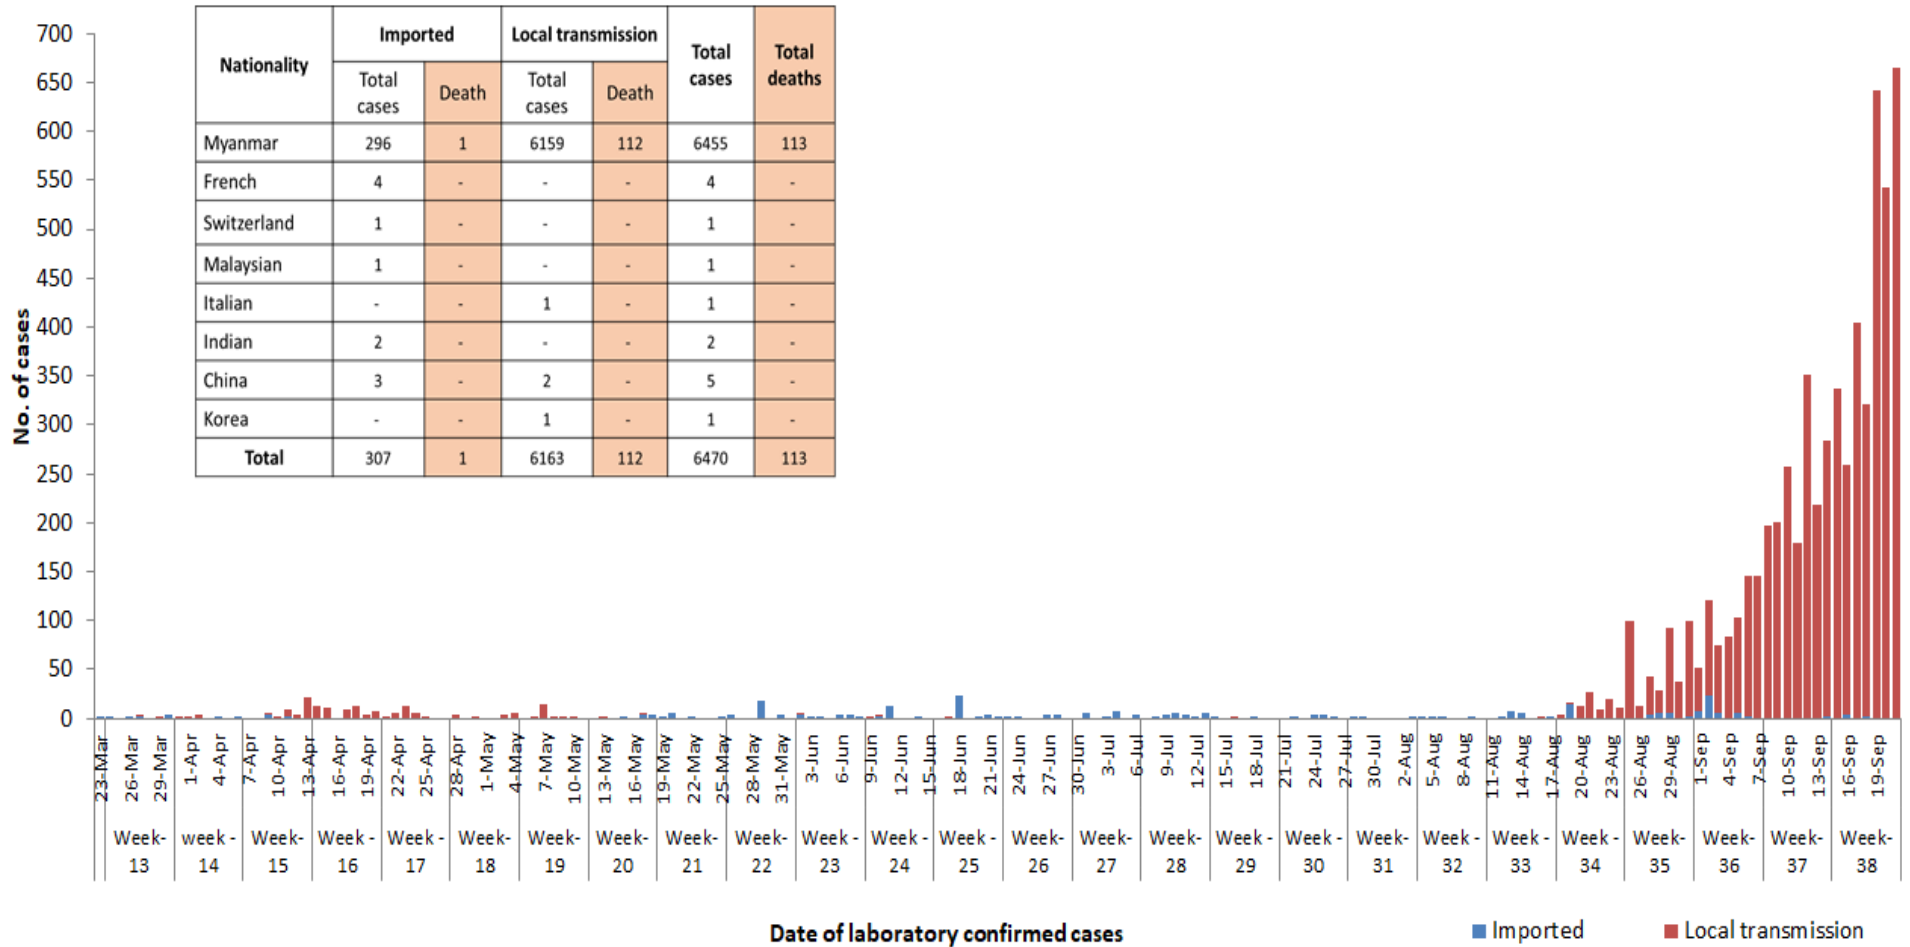 Nationality Imported Local transmission Total cases Total deaths
Total cases Death Total cases Death
Myanmar 296 1 6159 112 6455 113
French 4 - - - 4 -
Switzerland 1 - - - 1 -
Malaysian 1 - - - 1 -
Italian - - 1 - 1 -
Indian 2 - - - 2 -
China 3 - 2 - 5 -
Korea - - 1 - 1 -
Total 307 1 6163 112 6470 113
No. of cases
700
650
600
550
500
450
400
350
300
250
200
150
100
50
0
23-Mar
26-Mar
29-Mar
1-Apr
4-Apr
7-Apr
10-Apr
13-Apr
16-Apr
19-Apr
22-Apr
25-Apr
28-Apr
1-May
4-May
7-May
10-May
13-May
16-May
19-May
22-May
25-May
28-May
31-May
3-Jun
6-Jun
9-Jun
12-Jun
15-Jun
18-Jun
21-Jun
24-Jun
27-Jun
30-Jun
3-Jul
6-Jul
9-Jul
12-Jul
15-Jul
18-Jul
21-Jul
24-Jul
27-Jul
30-Jul
2-Aug
5-Aug
8-Aug
11-Aug
14-Aug
17-Aug
20-Aug
23-Aug
26-Aug
29-Aug
1-Sep
4-Sep
7-Sep
10-Sep
13-Sep
16-Sep
19-Sep
Week- 13
week - 14
Week- 15
Week - 16
Week - 17
Week- 18
Week- 19
Week- 20
Week- 21
Week- 22
Week - 23
Week - 24
Week - 25
Week - 26
Week- 27
Week- 28
Week - 29
Week - 30
Week- 31
Week - 32
Week - 33
Week - 34
Week - 35
Week - 36
Week- 37
Week- 38
Date of laboratory confirmed cases
Imported
Local transmission